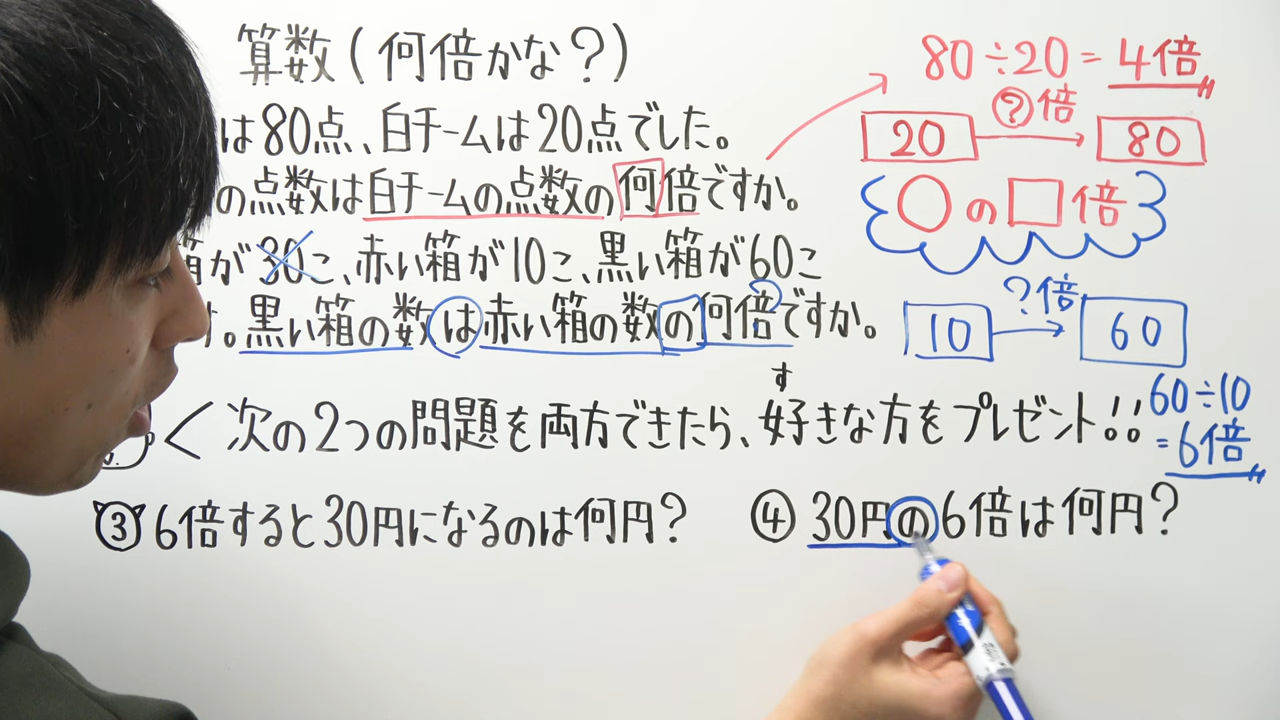 算数(何倍かな?)
は80点、白チームは20点でした。
の点数は白チームの点数の何倍ですか。
箱が30こ、赤い箱が10こ、黒い箱が60こ
す。黒い箱の数は赤い箱の数の何倍ですか。
80÷20=4倍
?倍
20 80
○の□倍
?倍
10 60
60÷10
=6倍
す
次の2つの問題を両方できたら、好きな方をプレゼント!!
③6倍すると30円になるのは何円?
④30円の6倍は何円?